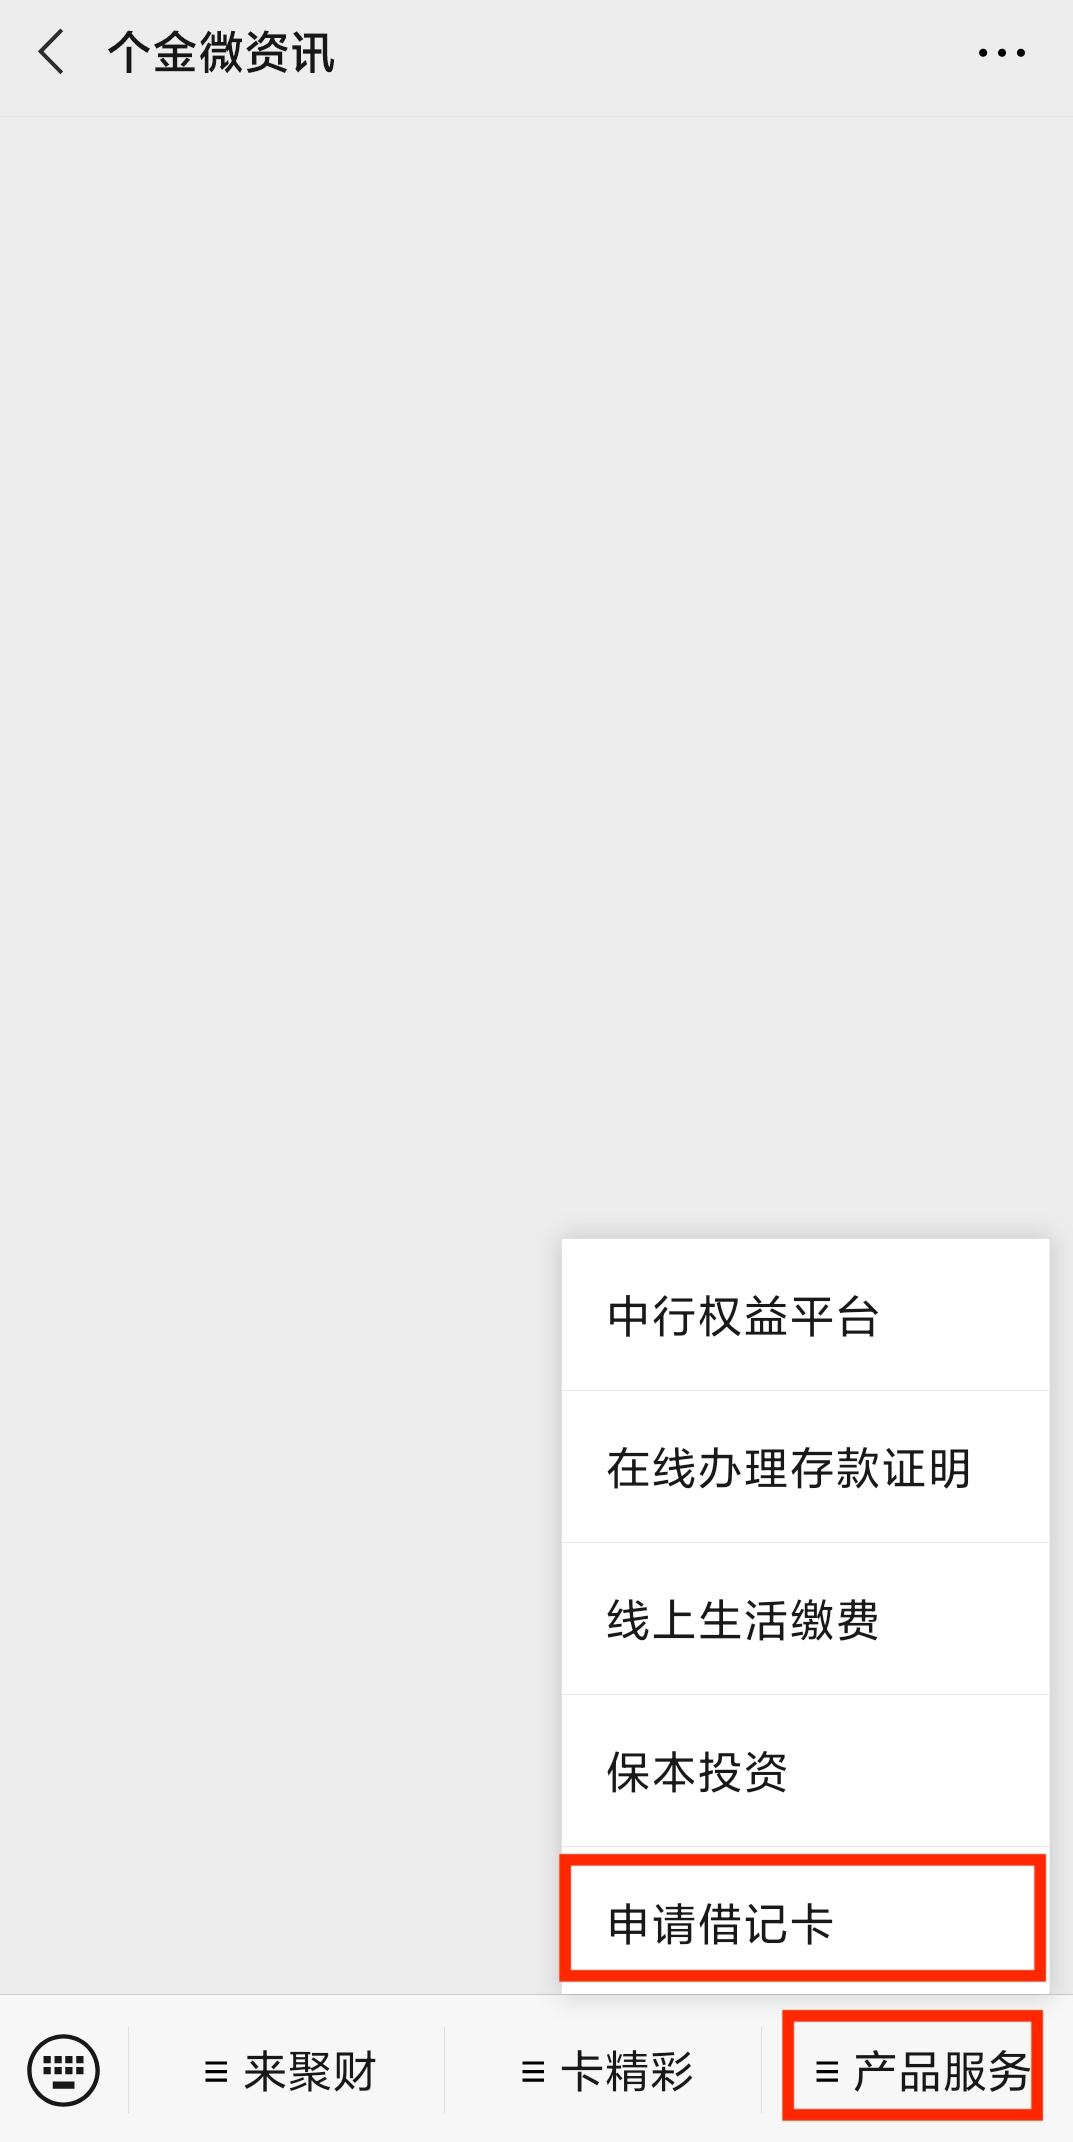 个金微资讯
中行权益平台
在线办理存款证明
线上生活缴费
保本投资
申请借记卡
来聚财
卡精彩
产品服务